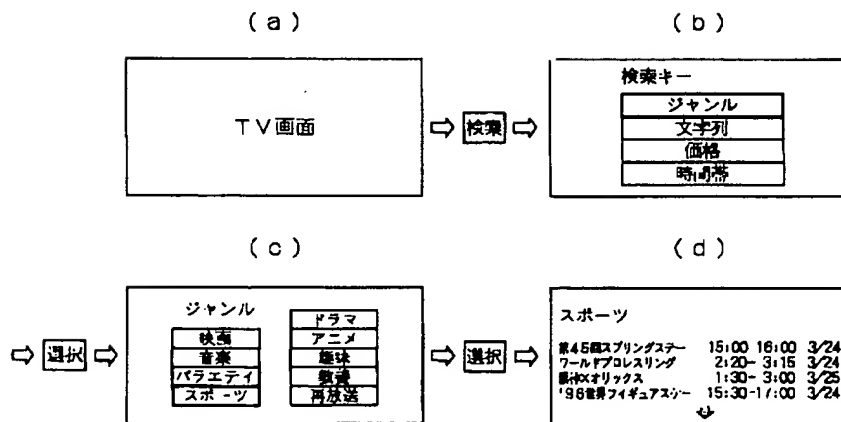 (a)
(b)
TV画面
検索
検索キー
ジャンル
文字列
価格
時間帯
(c)
(d)
選択
ジャンル
映画
音楽
バラエティ
スポーツ
ドラマ
アニメ
趣味
教養
再放送
選択
スポーツ
第45回スプリングステー 15:00 16:00 3/24
ワールドプロレスリング 2:20- 3:15 3/24
阪神×オリックス 1:30- 3:00 3/25
'96世界フィギュアスケー 15:30-17:00 3/24